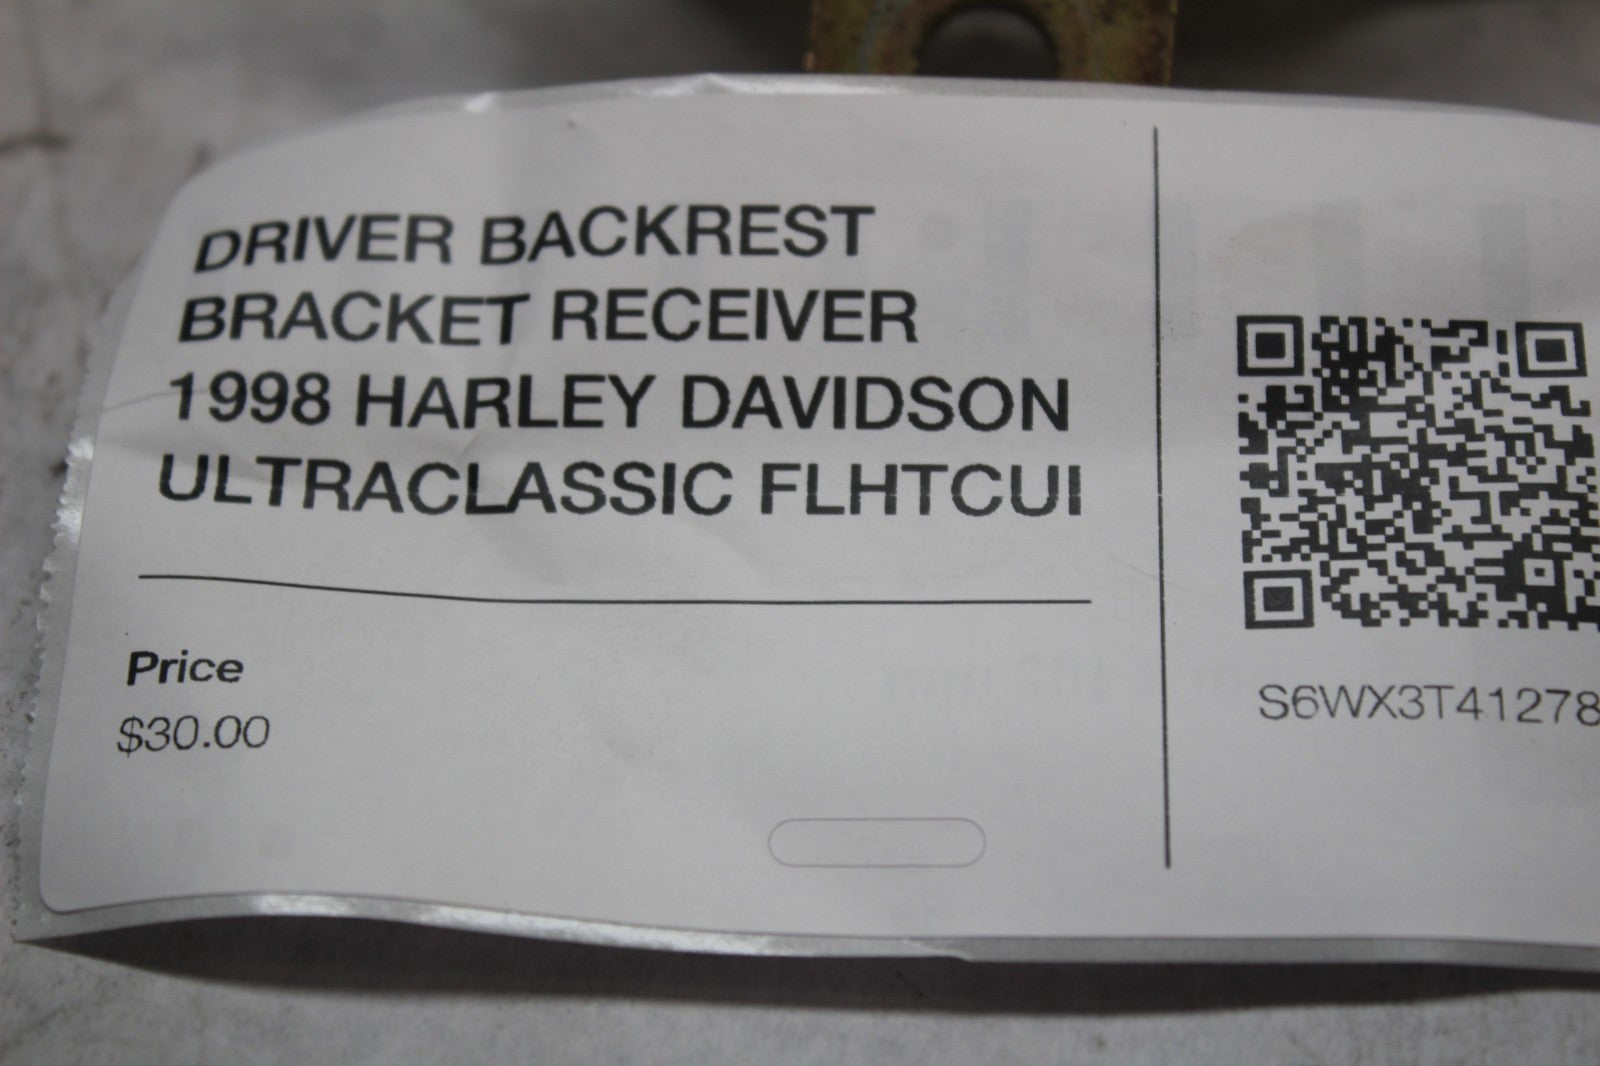 DRIVER BACKREST
BRACKET RECEIVER
1998 HARLEY DAVIDSON
ULTRACLASSIC FLHTCUI
Price
$30.00
S6WX3T41278